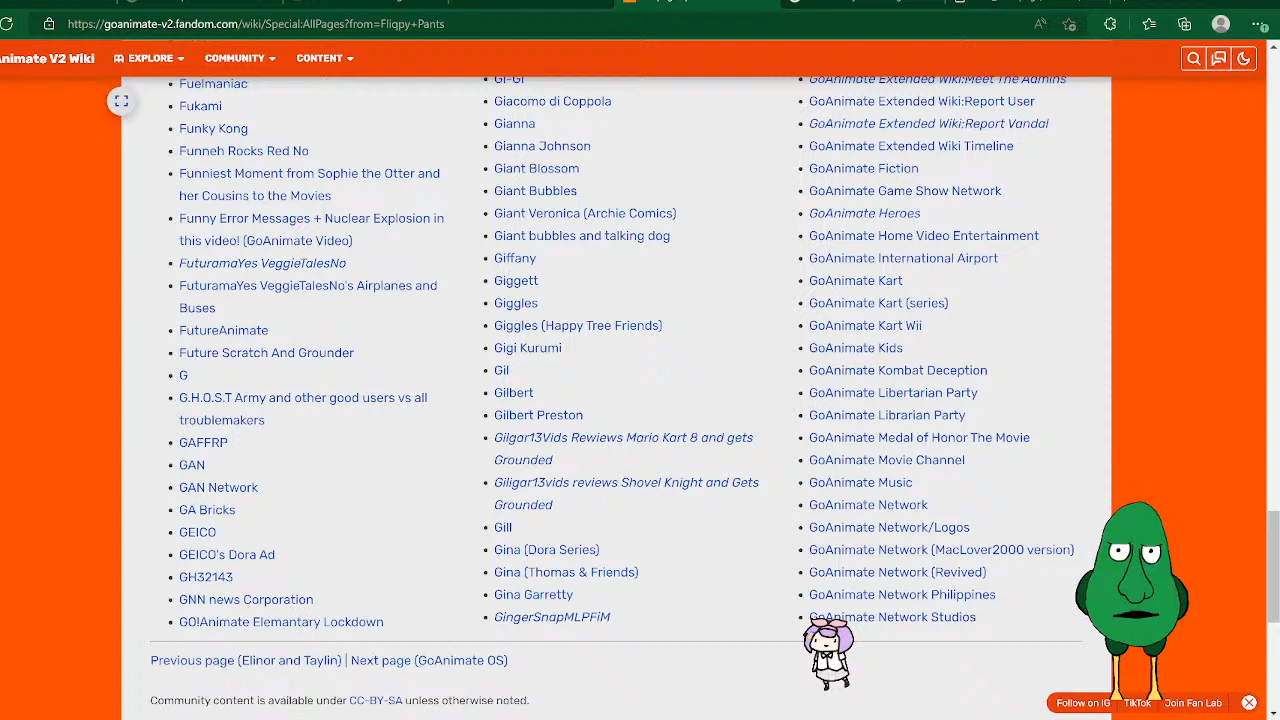 https://goanimate-v2.fandom.com/wiki/Special:AllPages?from=Fliqpy Pants
Animate V2 Wiki
EXPLORE
COMMUNITY
CONTENT
Fuelmaniac
Fukami
Funky Kong
Funneh Rocks Red No
Funniest Moment from Sophie the Otter and
her Cousins to the Movies
Funny Error Messages + Nuclear Explosion in
this video! (GoAnimate Video)
FuturamaYes VeggieTalesNo
FuturamaYes VeggieTalesNo's Airplanes and
Buses
FutureAnimate
Future Scratch And Grounder
G
G.H.O.S.T Army and other good users vs all
troublemakers
GAFFRP
GAN
GAN Network
GA Bricks
GEICO
GEICO's Dora Ad
GH32143
GNN news Corporation
GO!Animate Elemantary Lockdown
Gi-Gi
Giacomo di Coppola
Gianna
Gianna Johnson
Giant Blossom
Giant Bubbles
Giant Veronica (Archie Comics)
Giant bubbles and talking dog
Giffany
Giggett
Giggles
Giggles (Happy Tree Friends)
Gigi Kurumi
Gil
Gilbert
Gilbert Preston
Gilgar13Vids Rewiews Mario Kart 8 and gets
Grounded
Giligar13vids reviews Shovel Knight and Gets
Grounded
Gill
Gina (Dora Series)
Gina (Thomas & Friends)
Gina Garretty
GingerSnapMLPFiM
GoAnimate Extended Wiki:Meet The Admins
GoAnimate Extended Wiki:Report User
GoAnimate Extended Wiki:Report Vandal
GoAnimate Extended Wiki Timeline
GoAnimate Fiction
GoAnimate Game Show Network
GoAnimate Heroes
GoAnimate Home Video Entertainment
GoAnimate International Airport
GoAnimate Kart
GoAnimate Kart (series)
GoAnimate Kart Wii
GoAnimate Kids
GoAnimate Kombat Deception
GoAnimate Libertarian Party
GoAnimate Librarian Party
GoAnimate Medal of Honor The Movie
GoAnimate Movie Channel
GoAnimate Music
GoAnimate Network
GoAnimate Network/Logos
GoAnimate Network (MacLover2000 version)
GoAnimate Network (Revived)
GoAnimate Network Philippines
GoAnimate Network Studios
Previous page (Elinor and Taylin) | Next page (GoAnimate OS)
Community content is available under CC-BY-SA unless otherwise noted.
Follow on IG TikTok Join Fan Lab